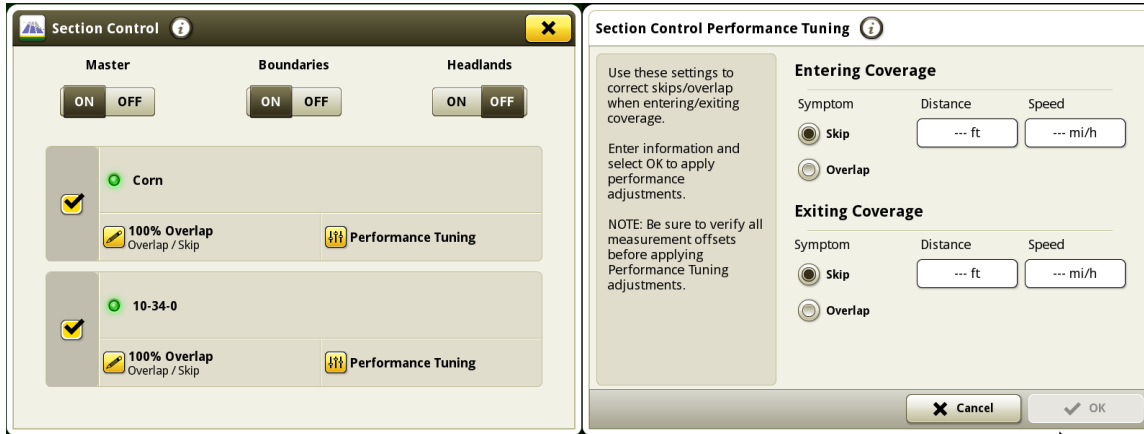 Section Control
Master
Boundaries
Headlands
ON OFF
ON OFF
ON OFF
Corn
100% Overlap
Overlap / Skip
Performance Tuning
10-34-0
100% Overlap
Overlap / Skip
Performance Tuning
Section Control Performance Tuning
Use these settings to
correct skips/overlap
when entering/exiting
coverage.
Enter information and
select OK to apply
performance
adjustments.
NOTE: Be sure to verify all
measurement offsets
before applying
Performance Tuning
adjustments.
Entering Coverage
Symptom Distance Speed
Skip --- ft --- mi/h
Overlap
Exiting Coverage
Symptom Distance Speed
Skip --- ft --- mi/h
Overlap
Cancel OK